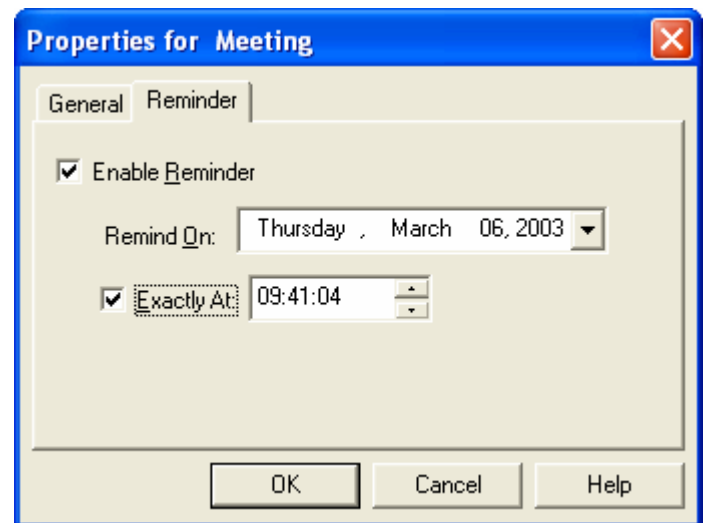 Properties for Meeting
General Reminder
Enable Reminder
Remind On: Thursday , March 06, 2003
Exactly At: 09:41:04
OK Cancel Help